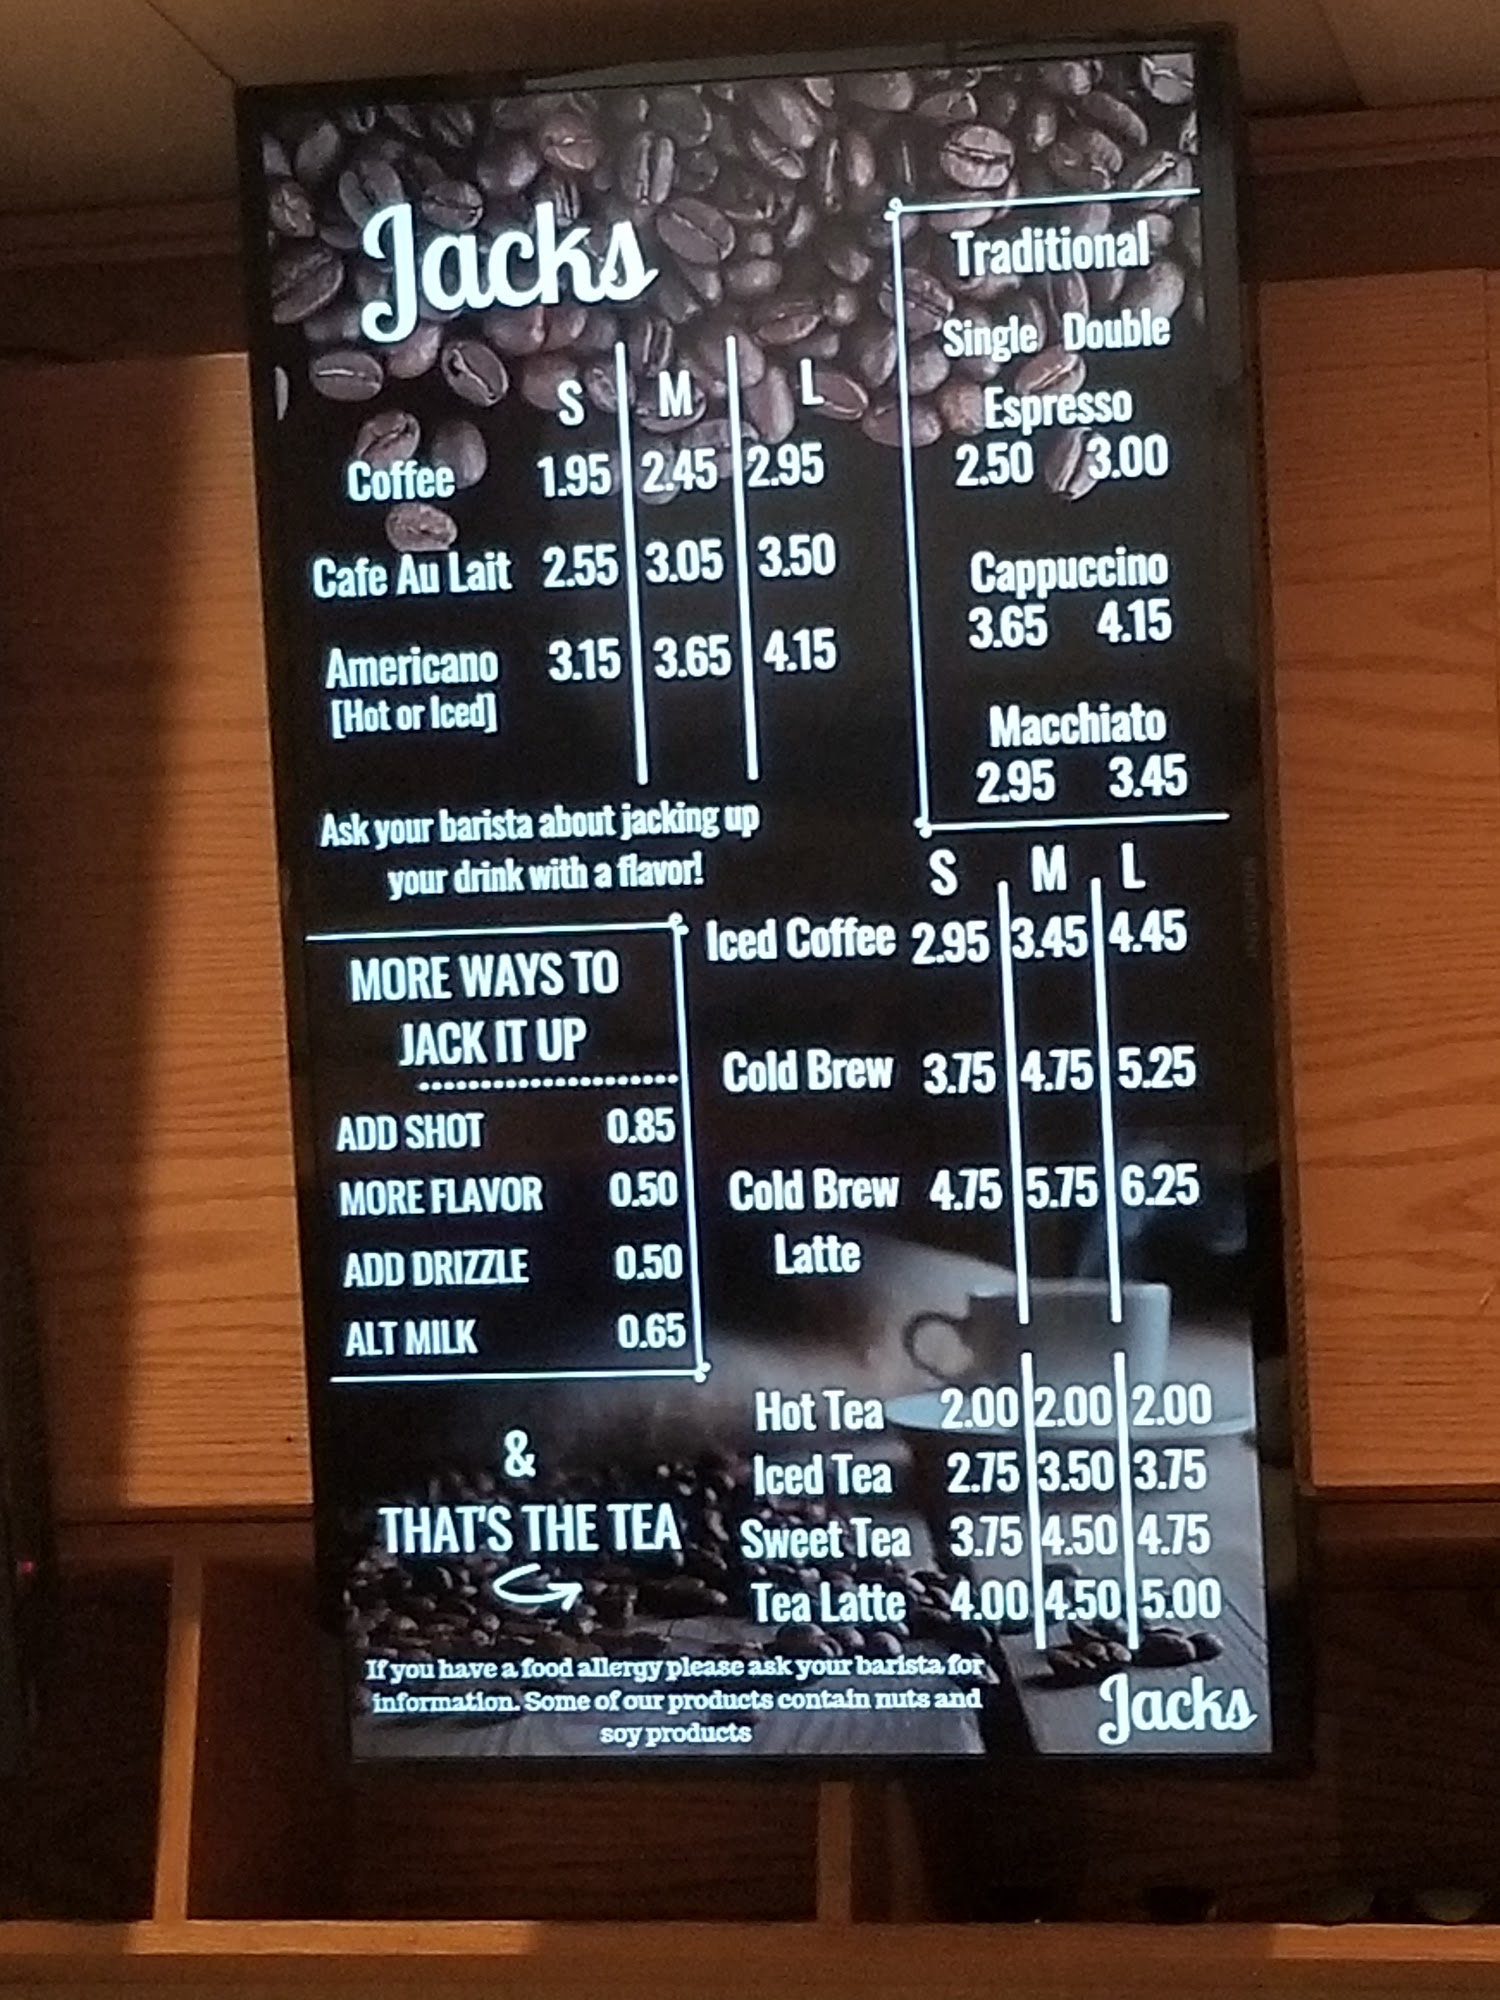 Jacks
S M L
Coffee 1.95 2.45 2.95
Cafe Au Lait 2.55 3.05 3.50
Americano 3.15 3.65 4.15
[Hot or Iced]
Ask your barista about jacking up
your drink with a flavor!
Traditional
Single Double
Espresso
2.50 3.00
Cappuccino
3.65 4.15
Macchiato
2.95 3.45
MORE WAYS TO
JACK IT UP
ADD SHOT 0.85
MORE FLAVOR 0.50
ADD DRIZZLE 0.50
ALT MILK 0.65
S M L
Iced Coffee 2.95 3.45 4.45
Cold Brew 3.75 4.75 5.25
Cold Brew 4.75 5.75 6.25
Latte
&
THAT'S THE TEA
Hot Tea 2.00 2.00 2.00
Iced Tea 2.75 3.50 3.75
Sweet Tea 3.75 4.50 4.75
Tea Latte 4.00 4.50 5.00
If you have a food allergy please ask your barista for
information. Some of our products contain nuts and
soy products
Jacks